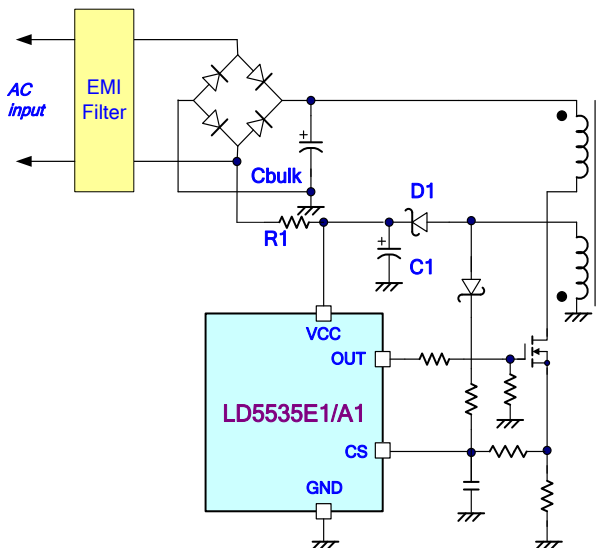 AC
input
EMI
Filter
+
Cbulk
D1
R1
+
C1
VCC
OUT
LD5535E1/A1
CS
GND